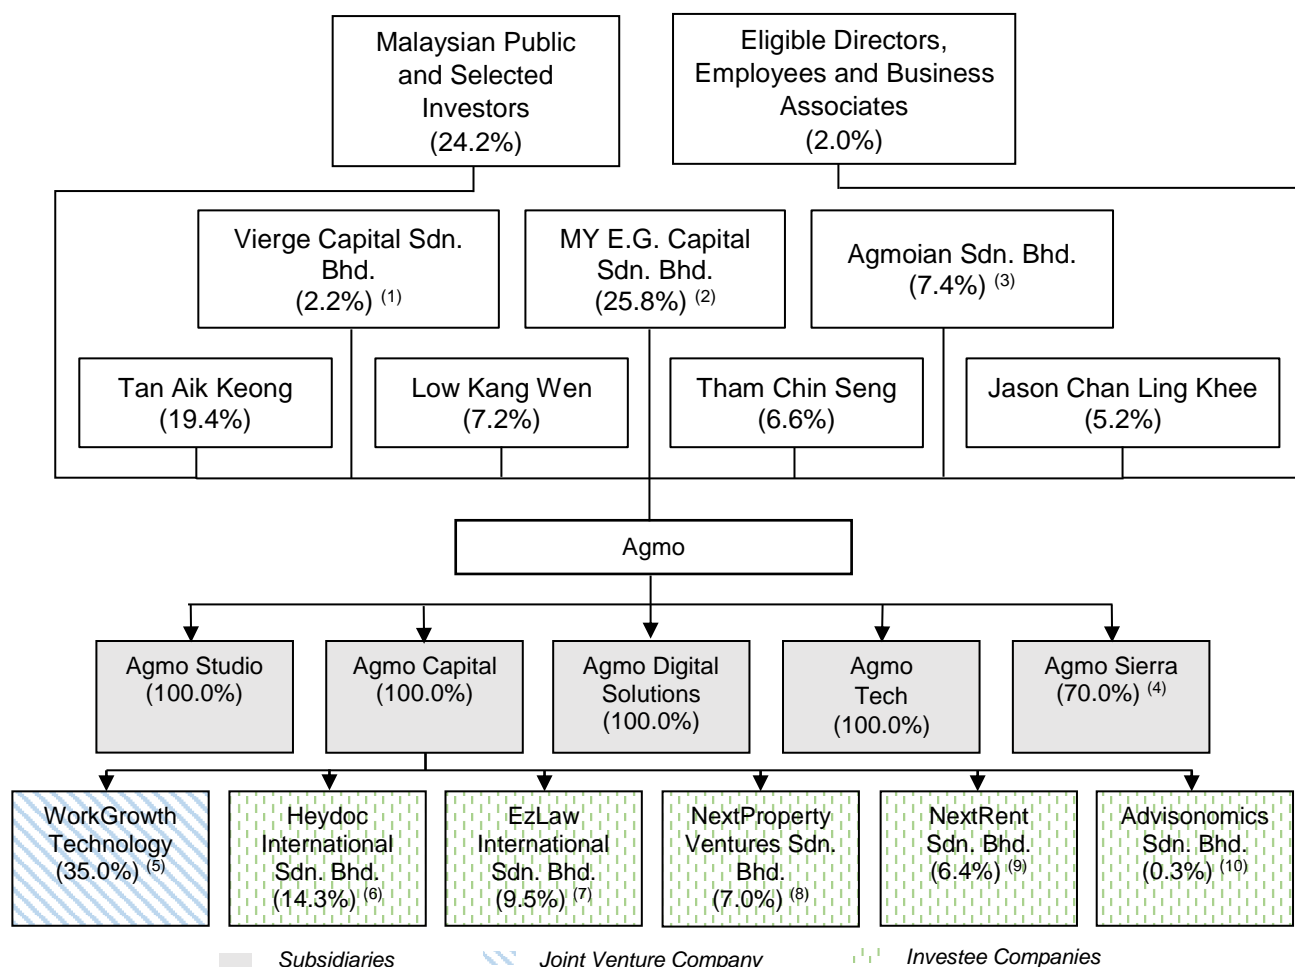 Malaysian Public
and Selected
Investors
(24.2%)
Eligible Directors,
Employees and Business
Associates
(2.0%)
Vierge Capital Sdn.
Bhd.
(2.2%) (1)
MY E.G. Capital
Sdn. Bhd.
(25.8%) (2)
Agmoian Sdn. Bhd.
(7.4%) (3)
Tan Aik Keong
(19.4%)
Low Kang Wen
(7.2%)
Tham Chin Seng
(6.6%)
Jason Chan Ling Khee
(5.2%)
Agmo
Agmo Studio
(100.0%)
Agmo Capital
(100.0%)
Agmo Digital
Solutions
(100.0%)
Agmo
Tech
(100.0%)
Agmo Sierra
(70.0%) (4)
WorkGrowth
Technology
(35.0%) (5)
Heydoc
International
Sdn. Bhd.
(14.3%) (6)
EzLaw
International
Sdn. Bhd.
(9.5%) (7)
NextProperty
Ventures Sdn.
Bhd.
(7.0%) (8)
NextRent
Sdn. Bhd.
(6.4%) (9)
Advisonomics
Sdn. Bhd.
(0.3%) (10)
Subsidiaries
Joint Venture Company
Investee Companies